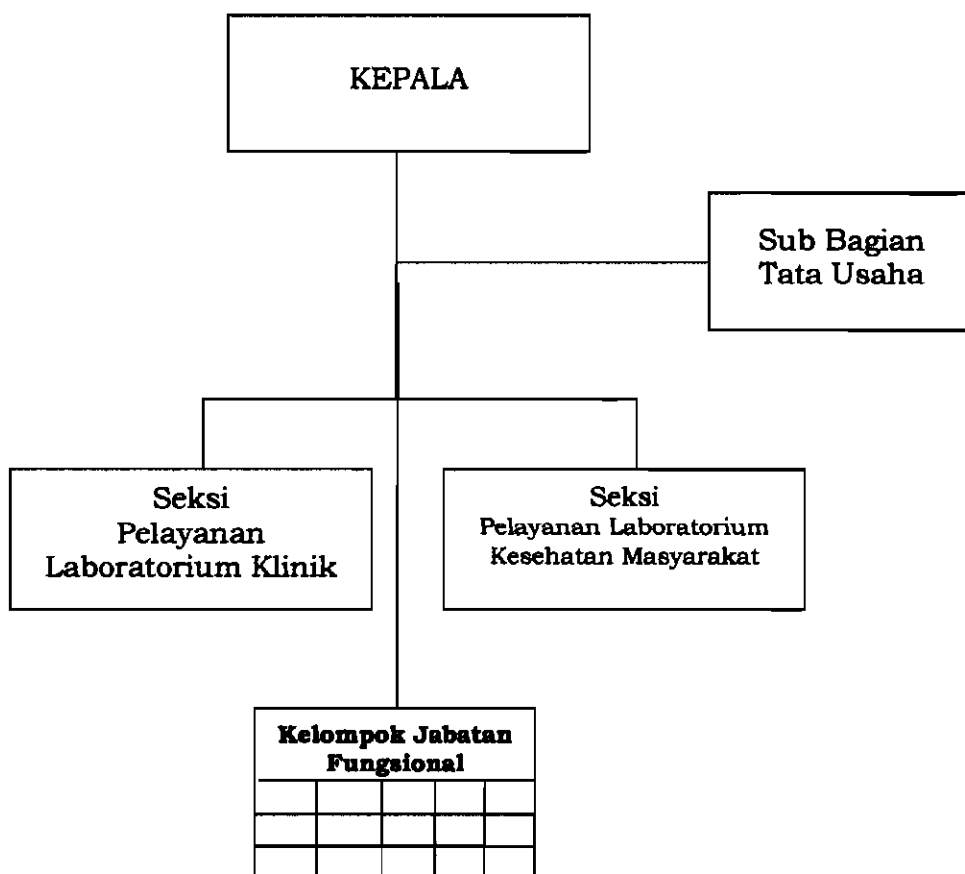 KEPALA
Sub Bagian
Tata Usaha
Seksi
Pelayanan
Laboratorium Klinik
Seksi
Pelayanan Laboratorium
Kesehatan Masyarakat
Kelompok Jabatan
Fungsional